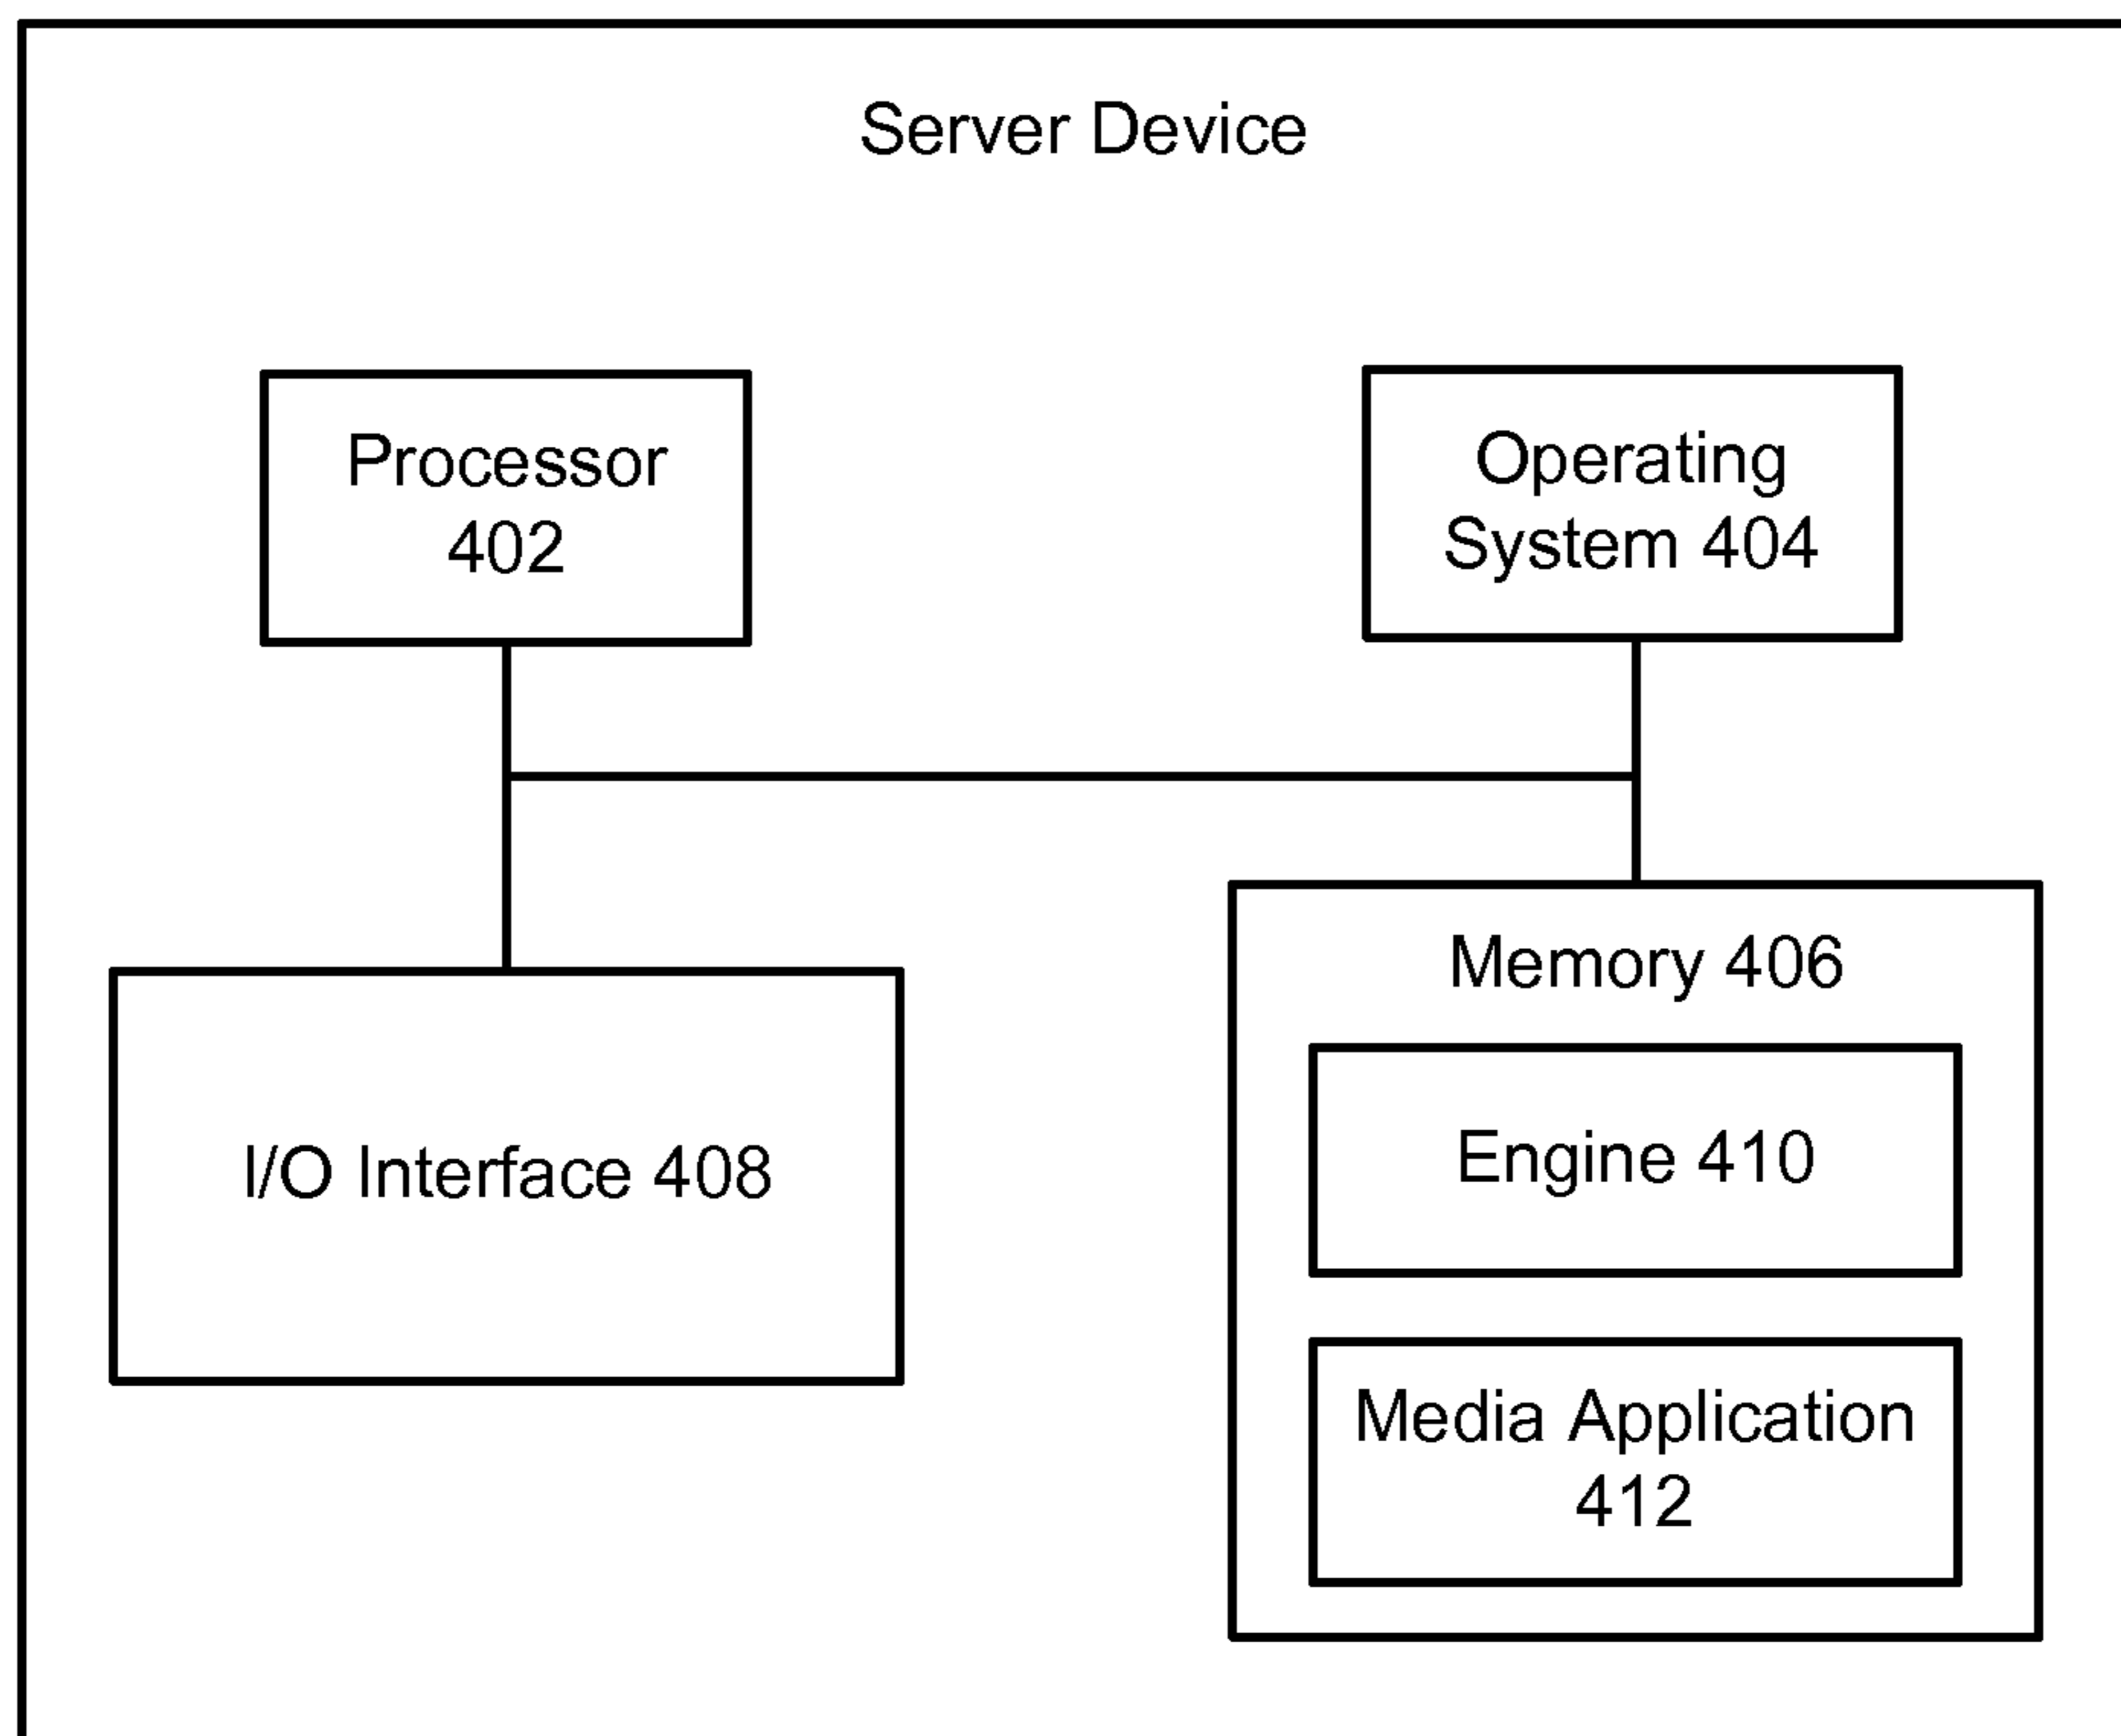 Server Device
Processor
402
Operating
System 404
I/O Interface 408
Memory 406
Engine 410
Media Application
412